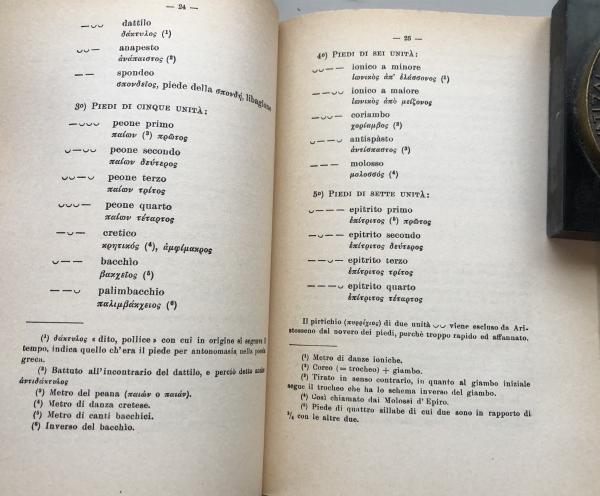 — 24 —
—⏑⏑ dattilo
δάκτυλος (¹)
⏑⏑— anapesto
ἀνάπαιστος (²)
— — spondeo
σπονδεῖος, piede della σπονδή, libagione
3º) PIEDI DI CINQUE UNITÀ:
—⏑⏑⏑ peone primo
παίων (³) πρῶτος
⏑—⏑⏑ peone secondo
παίων δεύτερος
⏑⏑—⏑ peone terzo
παίων τρίτος
⏑⏑⏑— peone quarto
παίων τέταρτος
—⏑— cretico
κρητικός (⁴), ἀμφίμακρος
⏑— — bacchìo
βακχεῖος (⁵)
— —⏑ palimbacchio
παλιμβάκχειος (⁶)
(¹) δάκτυλος « dito, pollice » con cui in origine si segnava il
tempo, indica quello ch'era il piede per antonomasia nella poesia
greca.
(²) Battuto all'incontrario del dattilo, e perciò detto anche
ἀντιδάκτυλος
(³) Metro del peana (παιών o παιάν).
(⁴) Metro di danza cretese.
(⁵) Metro di canti bacchici.
(⁶) Inverso del bacchìo.
— 25 —
4º) PIEDI DI SEI UNITÀ:
⏑⏑— — ionico a minore
ἰωνικὸς ἀπ' ἐλάσσονος (¹)
— —⏑⏑ ionico a maiore
ἰωνικὸς ἀπὸ μείζονος
—⏑⏑— coriambo
χορίαμβος (²)
⏑— —⏑ antispàsto
ἀντίσπαστος (³)
— — — molosso
μολοσσός (⁴)
5º) PIEDI DI SETTE UNITÀ:
⏑— — — epitrito primo
ἐπίτριτος (⁵) πρῶτος
—⏑— — epitrito secondo
ἐπίτριτος δεύτερος
— —⏑— epitrito terzo
ἐπίτριτος τρίτος
— — —⏑ epitrito quarto
ἐπίτριτος τέταρτος
Il pirrichio (πυρρίχιος) di due unità ⏑⏑ viene escluso da Ari-
stosseno dal novero dei piedi, perchè troppo rapido ed affannato.
(¹) Metro di danze ioniche.
(²) Coreo (= trocheo) + giambo.
(³) Tirato in senso contrario, in quanto al giambo iniziale
segue il trocheo che ha lo schema inverso del giambo.
(⁴) Così chiamato dai Molossi d'Epiro.
(⁵) Piede di quattro sillabe di cui due sono in rapporto di
³/₄ con le altre due.